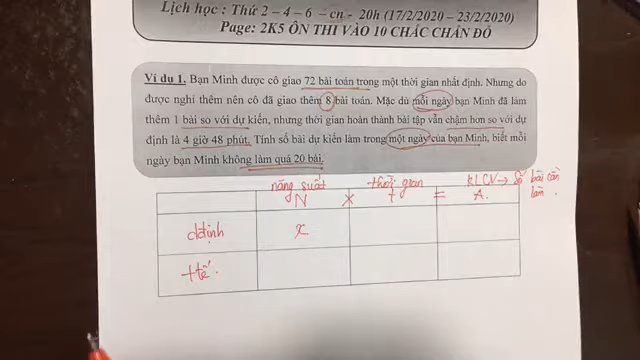 Lịch học : Thứ 2 – 4 – 6 – cn - 20h (17/2/2020 – 23/2/2020)
Page: 2K5 ÔN THI VÀO 10 CHẮC CHẮN ĐỖ
Ví dụ 1. Bạn Minh được cô giao 72 bài toán trong một thời gian nhất định. Nhưng do
được nghỉ thêm nên cô đã giao thêm 8 bài toán. Mặc dù mỗi ngày bạn Minh đã làm
thêm 1 bài so với dự kiến, nhưng thời gian hoàn thành bài tập vẫn chậm hơn so với dự
định là 4 giờ 48 phút. Tính số bài dự kiến làm trong một ngày của bạn Minh, biết mỗi
ngày bạn Minh không làm quá 20 bài.
năng suất thời gian KLCV → Số bài cần
N × t = A. làm.
dđịnh x
ttế.